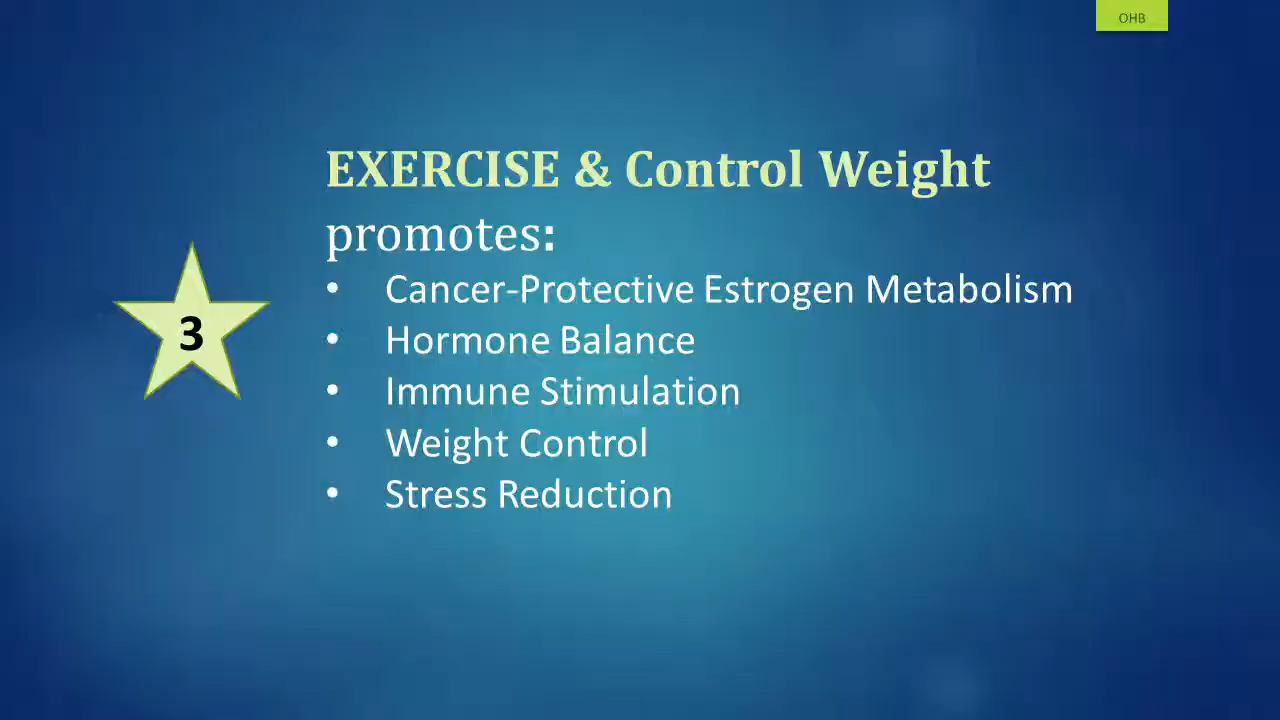 OHB
EXERCISE & Control Weight
promotes:
• Cancer-Protective Estrogen Metabolism
• Hormone Balance
3
• Immune Stimulation
• Weight Control
• Stress Reduction